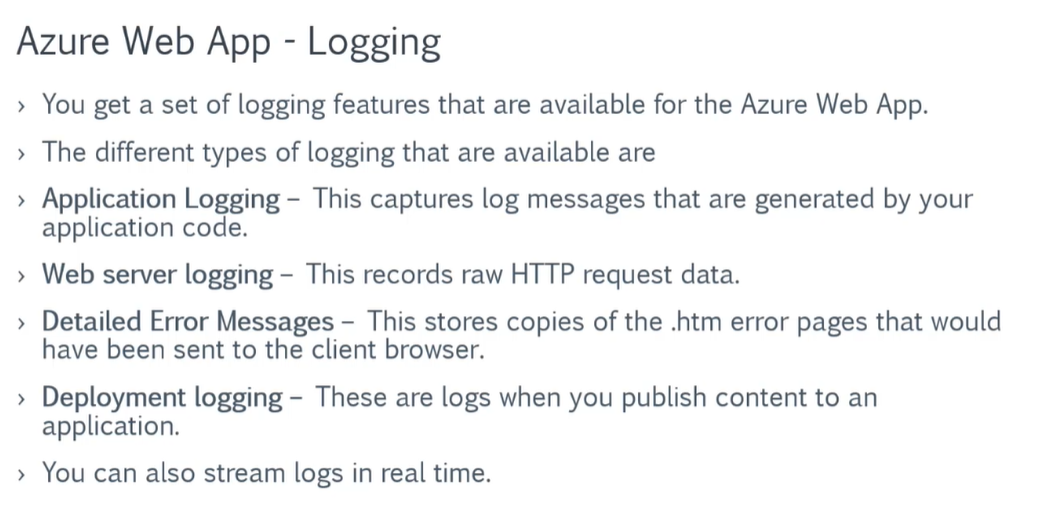 Azure Web App - Logging
› You get a set of logging features that are available for the Azure Web App.
› The different types of logging that are available are
› Application Logging – This captures log messages that are generated by your
application code.
› Web server logging – This records raw HTTP request data.
› Detailed Error Messages – This stores copies of the .htm error pages that would
have been sent to the client browser.
› Deployment logging – These are logs when you publish content to an
application.
› You can also stream logs in real time.